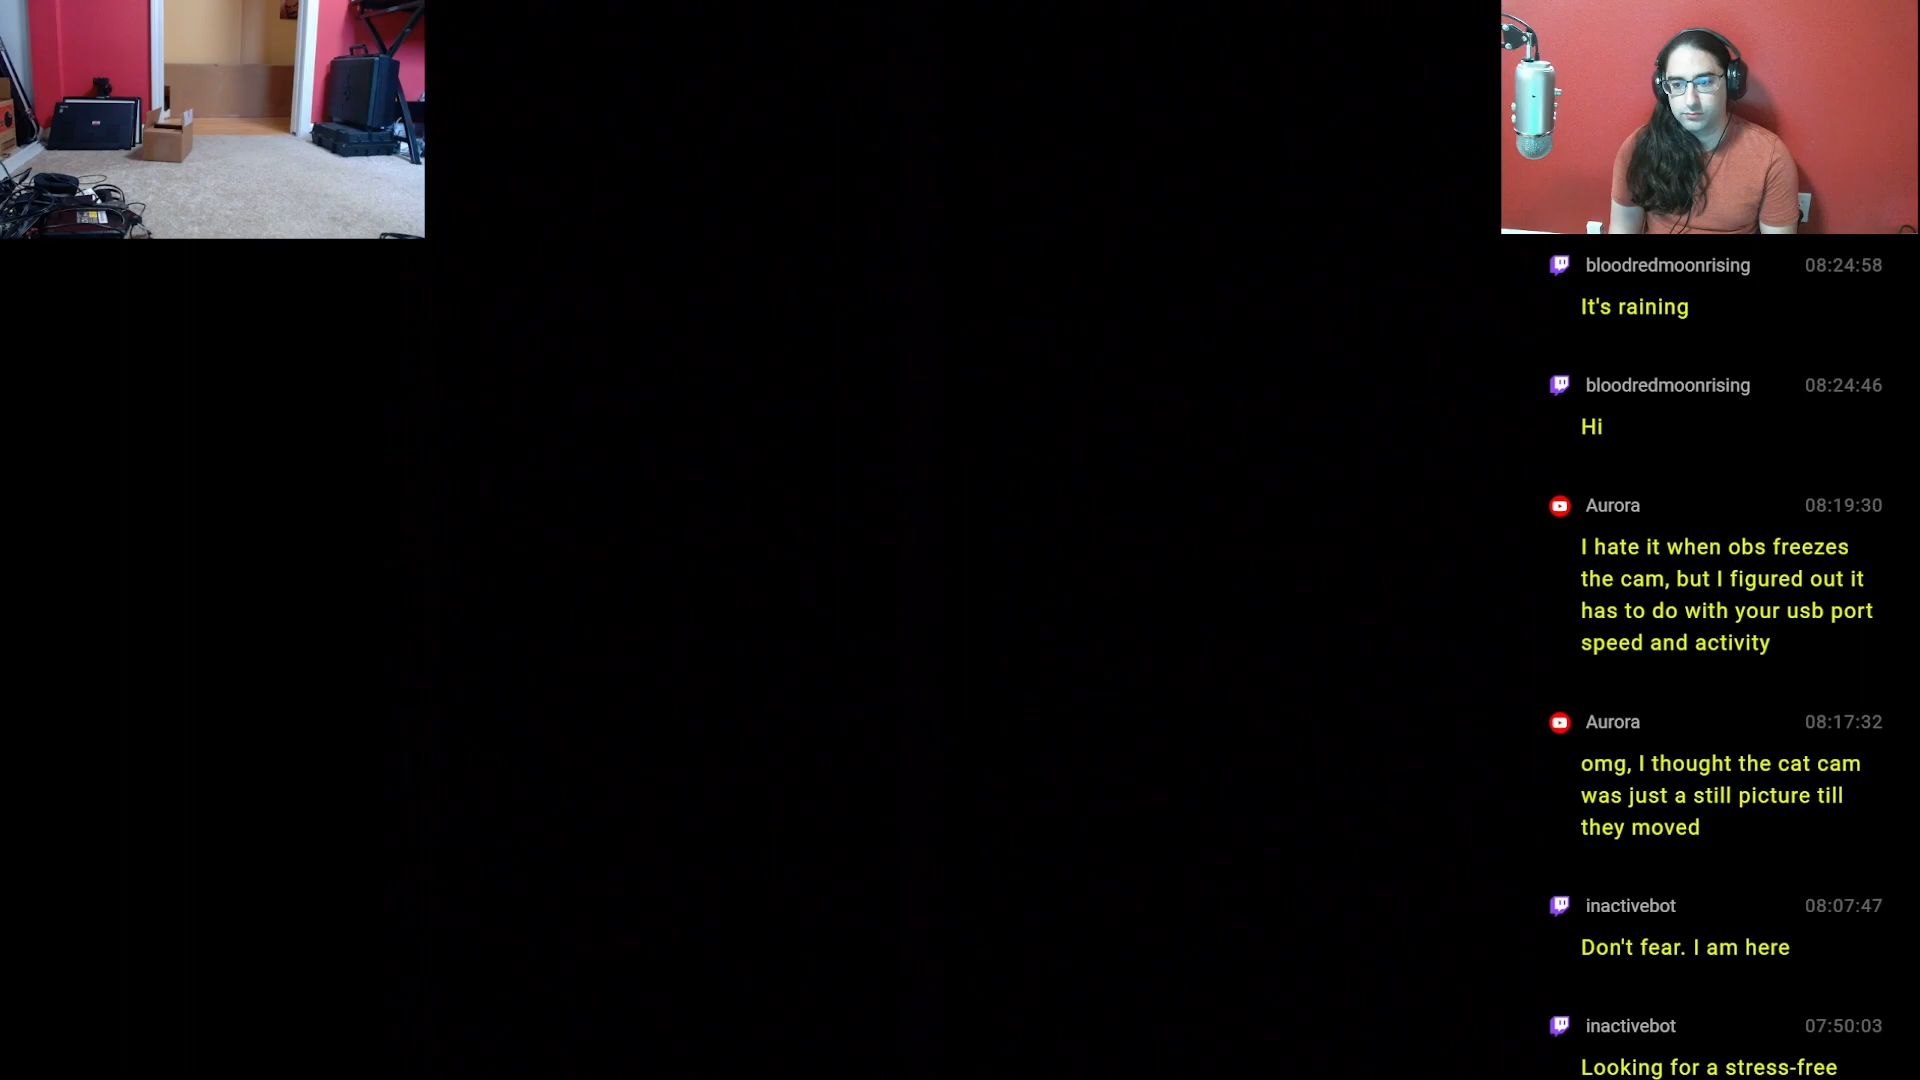 bloodredmoonrising 08:24:58
It's raining
bloodredmoonrising 08:24:46
Hi
Aurora 08:19:30
I hate it when obs freezes
the cam, but I figured out it
has to do with your usb port
speed and activity
Aurora 08:17:32
omg, I thought the cat cam
was just a still picture till
they moved
inactivebot 08:07:47
Don't fear. I am here
inactivebot 07:50:03
Looking for a stress-free